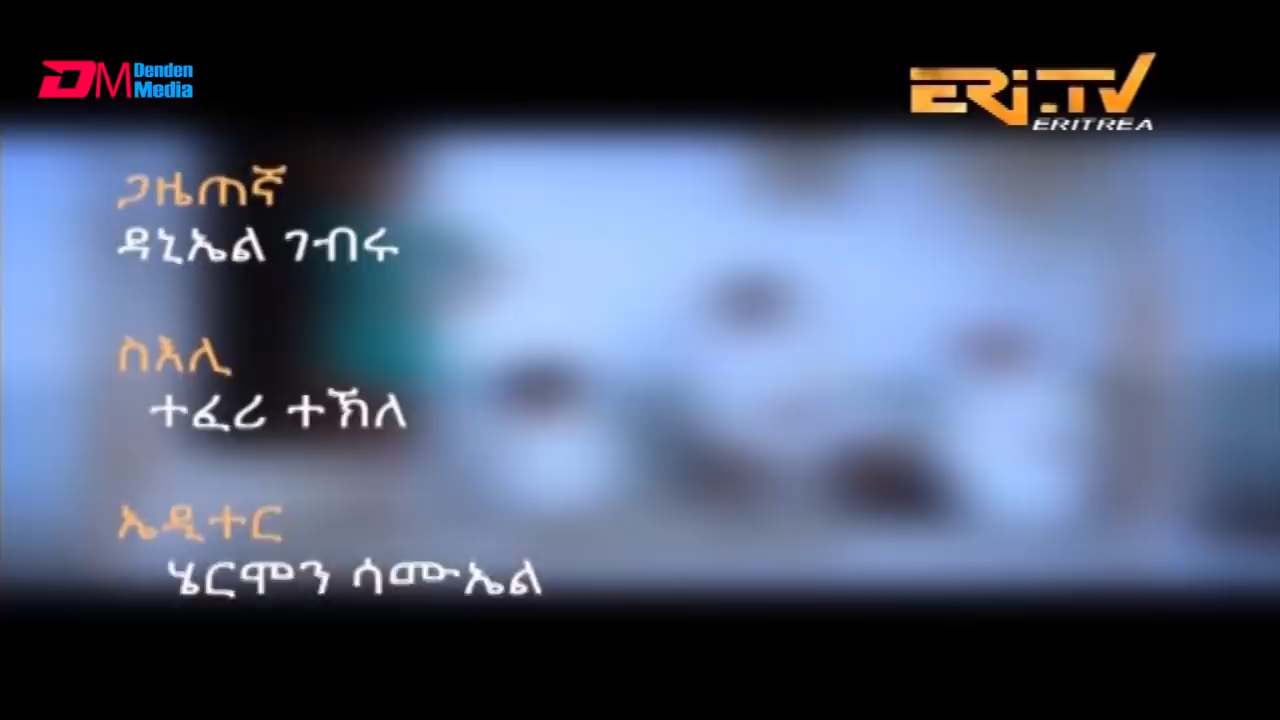 DM Denden Media
ERi.TV
ERITREA
ጋዜጠኛ
ዳኒኤል ገብሩ
ስእሊ
ተፈሪ ተኽለ
ኤዲተር
ሄርሞን ሳሙኤል